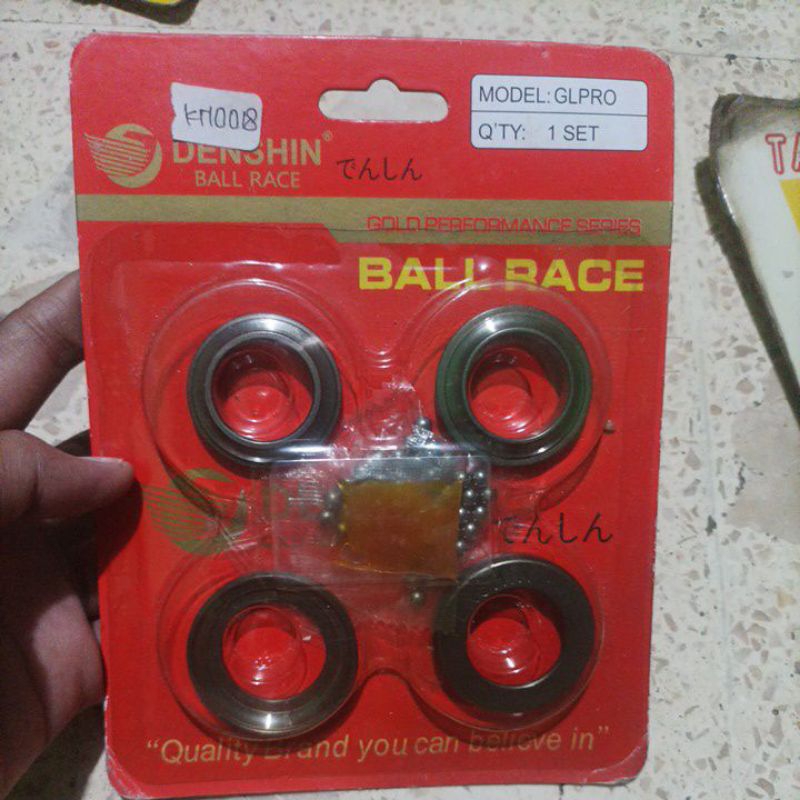 KM0018
MODEL: GLPRO
Q'TY: 1 SET
DENSHIN®
BALL RACE
でんしん
GOLD PERFORMANCE SERIES
BALL RACE
でんしん
"Quality Brand you can believe in"